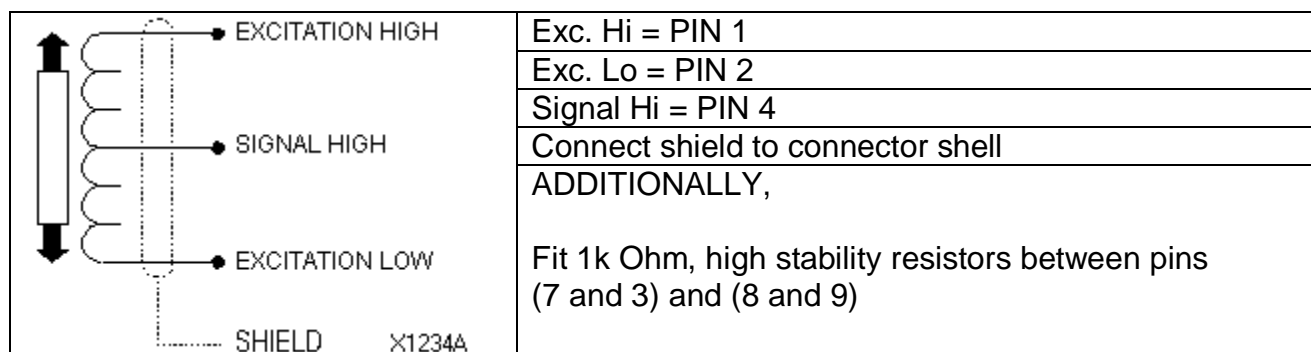 EXCITATION HIGH
SIGNAL HIGH
EXCITATION LOW
SHIELD X1234A
Exc. Hi = PIN 1
Exc. Lo = PIN 2
Signal Hi = PIN 4
Connect shield to connector shell
ADDITIONALLY,
Fit 1k Ohm, high stability resistors between pins
(7 and 3) and (8 and 9)